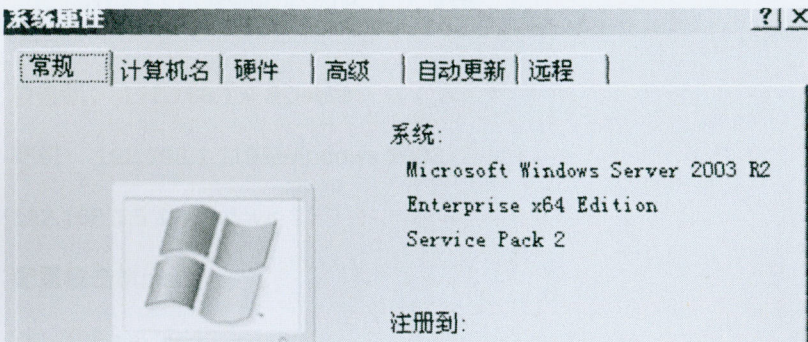 系统属性
常规 计算机名 硬件 高级 自动更新 远程
系统:
Microsoft Windows Server 2003 R2
Enterprise x64 Edition
Service Pack 2
注册到: